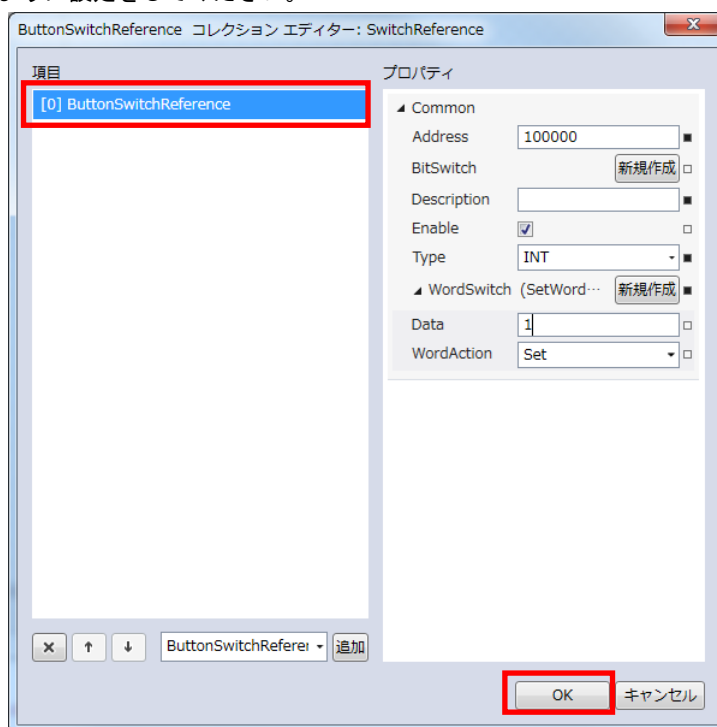 ButtonSwitchReference コレクション エディター: SwitchReference
項目
[0] ButtonSwitchReference
ButtonSwitchReferer
追加
プロパティ
Common
Address 100000
BitSwitch 新規作成
Description
Enable
Type INT
WordSwitch (SetWord… 新規作成
Data 1
WordAction Set
OK キャンセル